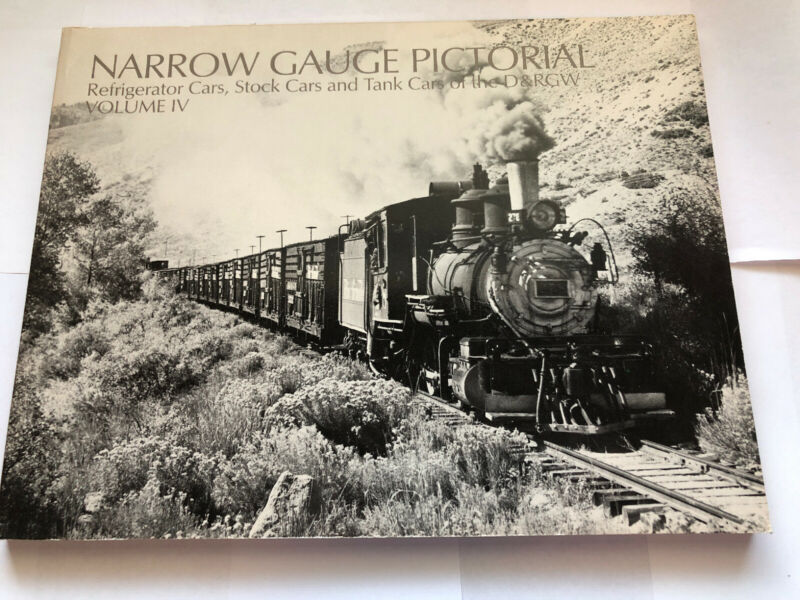 NARROW GAUGE PICTORIAL
Refrigerator Cars, Stock Cars and Tank Cars of the D&RGW
VOLUME IV